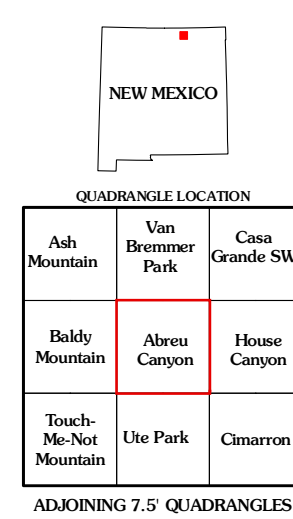 NEW MEXICO
QUADRANGLE LOCATION
Ash
Mountain
Van
Bremmer
Park
Casa
Grande SW
Baldy
Mountain
Abreu
Canyon
House
Canyon
Touch-
Me-Not
Mountain
Ute Park
Cimarron
ADJOINING 7.5' QUADRANGLES